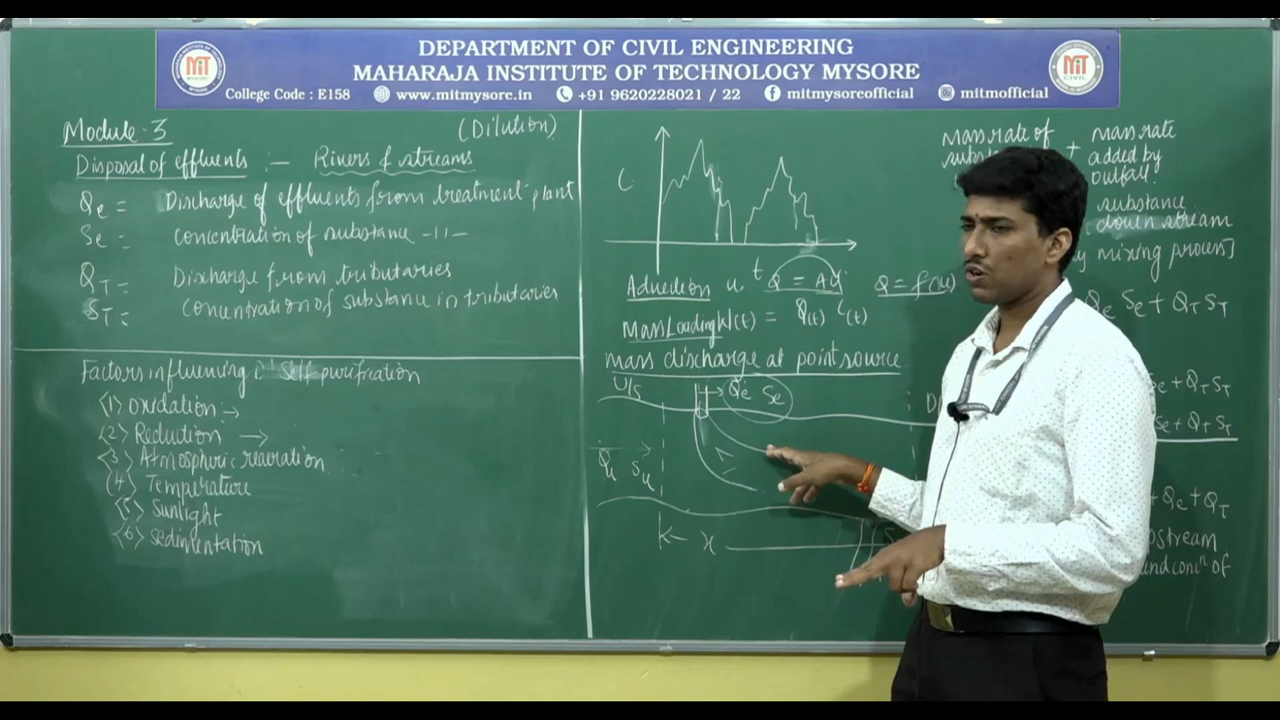 DEPARTMENT OF CIVIL ENGINEERING
MAHARAJA INSTITUTE OF TECHNOLOGY MYSORE
College Code : E158 www.mitmysore.in +91 9620228021 / 22 mitmysoreofficial mitmofficial
MIT
MYSORE
MIT
CIVIL
Module-3 (Dilution)
Disposal of effluents :- Rivers & streams
Qe = Discharge of effluents from treatment plant
Se = Concentration of substance -11-
QT = Discharge from tributaries
ST = Concentration of substance in tributaries
Factors influencing Self purification
<1> Oxidation :→
<2> Reduction →
<3> Atmospheric reaeration
<4> Temperature
<5> Sunlight
<6> Sedimentation
C
t
Advection u Q = Au Q = f(u)
Mass Loading W(t) = Q(t) C(t)
mass discharge at point source
U/S → Qe Se D
Qu Su
x
mass rate of + mass rate
added by
outfall.
substance
down stream
mixing process]
Qe Se + QT ST
Se + QT ST
Se + QT ST
+ Qe + QT
and concn of